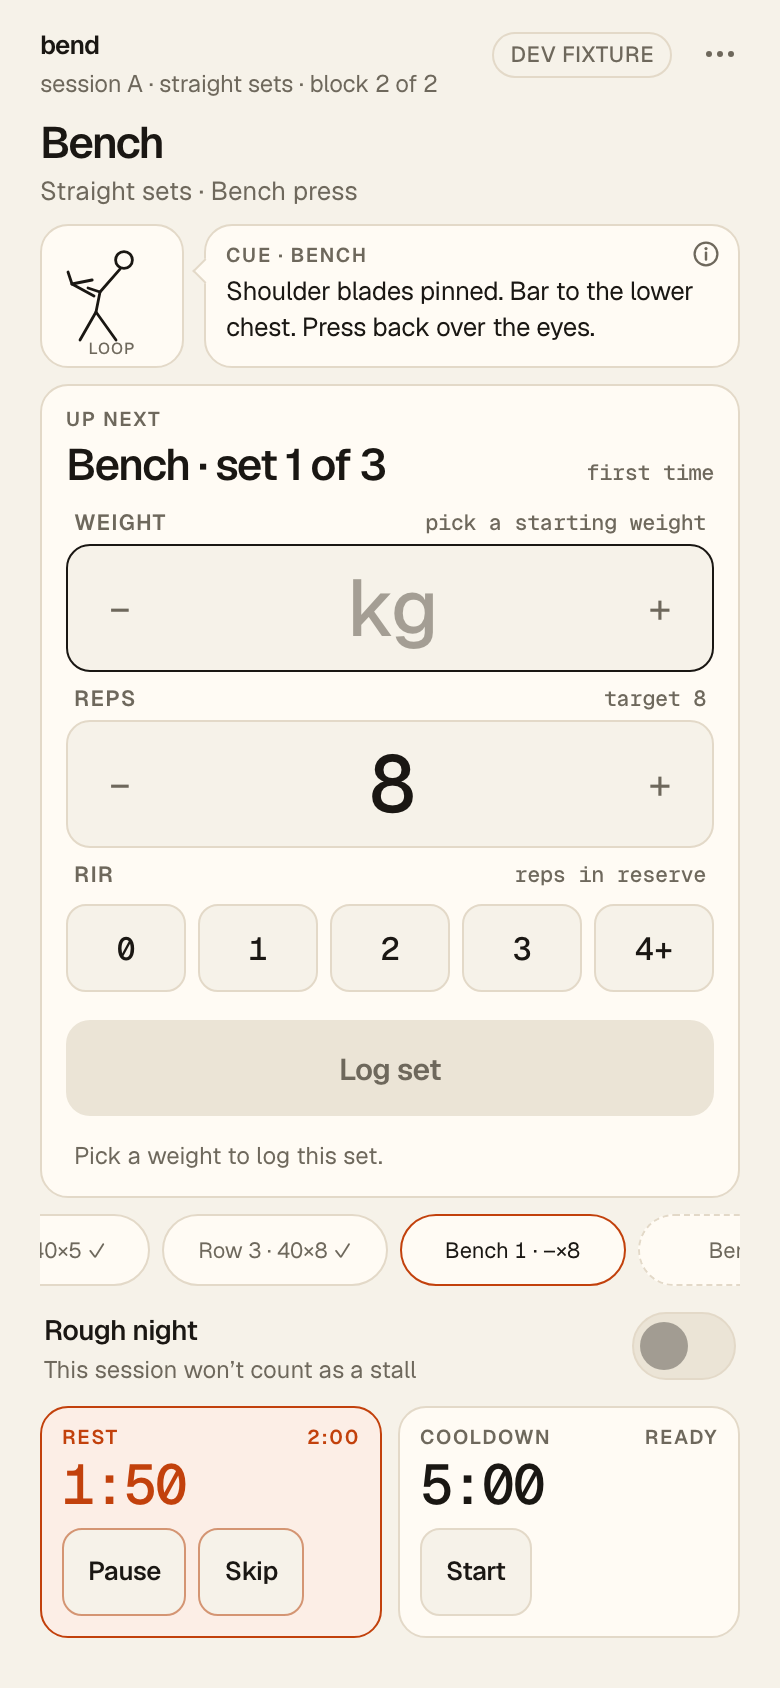 bend
DEV FIXTURE
session A · straight sets · block 2 of 2
Bench
Straight sets · Bench press
LOOP
CUE · BENCH
Shoulder blades pinned. Bar to the lower
chest. Press back over the eyes.
UP NEXT
Bench · set 1 of 3
first time
WEIGHT
pick a starting weight
− kg +
REPS
target 8
− 8 +
RIR
reps in reserve
0 1 2 3 4+
Log set
Pick a weight to log this set.
40×5 ✓
Row 3 · 40×8 ✓
Bench 1 · –×8
Rough night
This session won’t count as a stall
REST 2:00
1:50
Pause Skip
COOLDOWN READY
5:00
Start